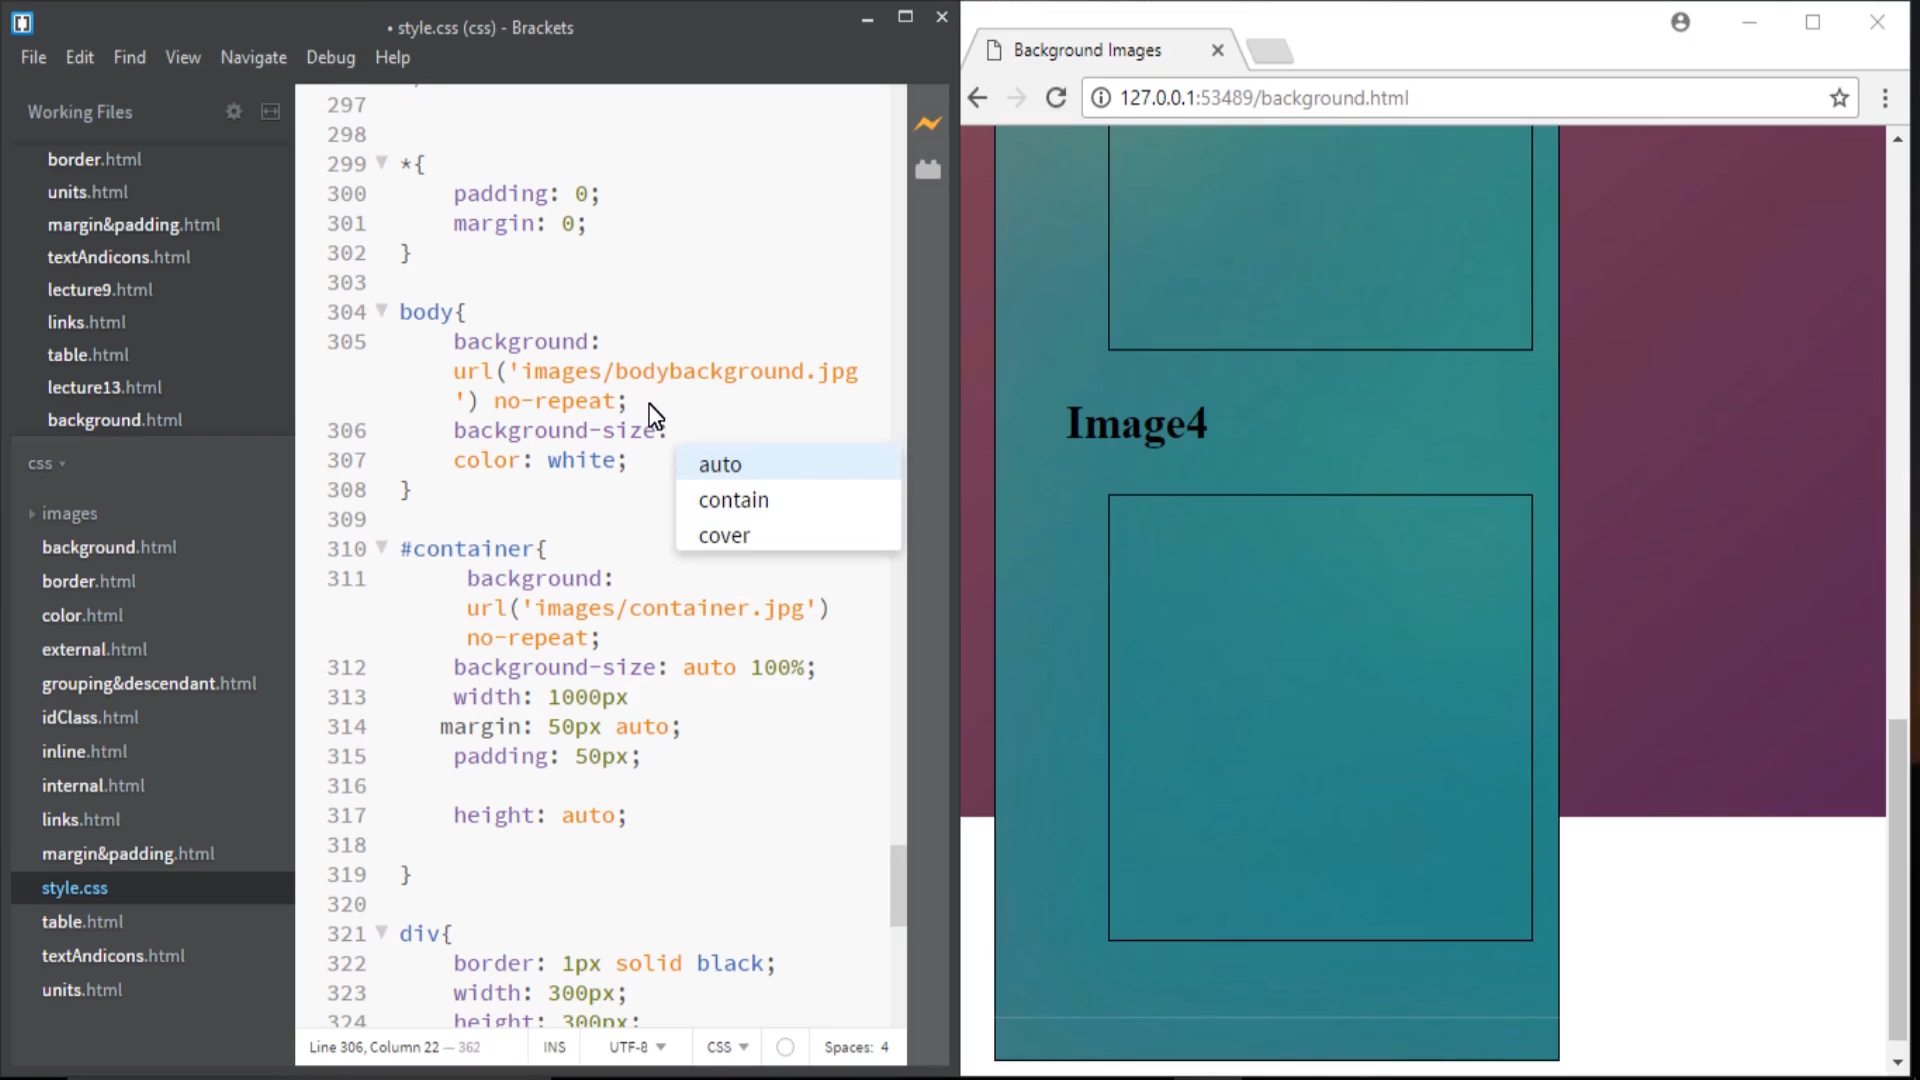 • style.css (css) - Brackets
File Edit Find View Navigate Debug Help
Working Files
border.html
units.html
margin&padding.html
textAndicons.html
lecture9.html
links.html
table.html
lecture13.html
background.html
css
images
background.html
border.html
color.html
external.html
grouping&descendant.html
idClass.html
inline.html
internal.html
links.html
margin&padding.html
style.css
table.html
textAndicons.html
units.html
297
298
299 *{
300 padding: 0;
301 margin: 0;
302 }
303
304 body{
305 background:
url('images/bodybackground.jpg
') no-repeat;
306 background-size:
307 color: white;
308 }
309
310 #container{
311 background:
url('images/container.jpg')
no-repeat;
312 background-size: auto 100%;
313 width: 1000px
314 margin: 50px auto;
315 padding: 50px;
316
317 height: auto;
318
319 }
320
321 div{
322 border: 1px solid black;
323 width: 300px;
324 height: 300px;
auto
contain
cover
Line 306, Column 22 — 362 INS UTF-8 CSS Spaces: 4
Background Images
127.0.0.1:53489/background.html
Image4